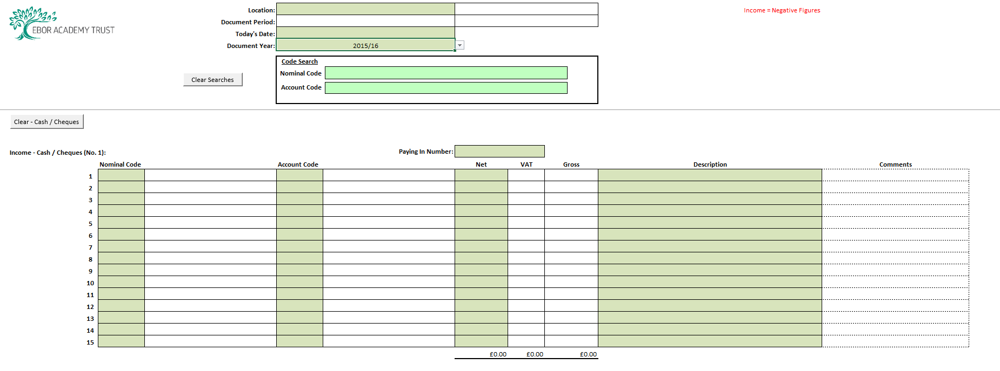 EBOR ACADEMY TRUST
Location:
Income = Negative Figures
Document Period:
Today's Date:
Document Year: 2015/16
Code Search
Nominal Code
Clear Searches
Account Code
Clear - Cash / Cheques
Income - Cash / Cheques (No. 1): Paying In Number:
Nominal Code Account Code Net VAT Gross Description Comments
1
2
3
4
5
6
7
8
9
10
11
12
13
14
15
£0.00 £0.00 £0.00